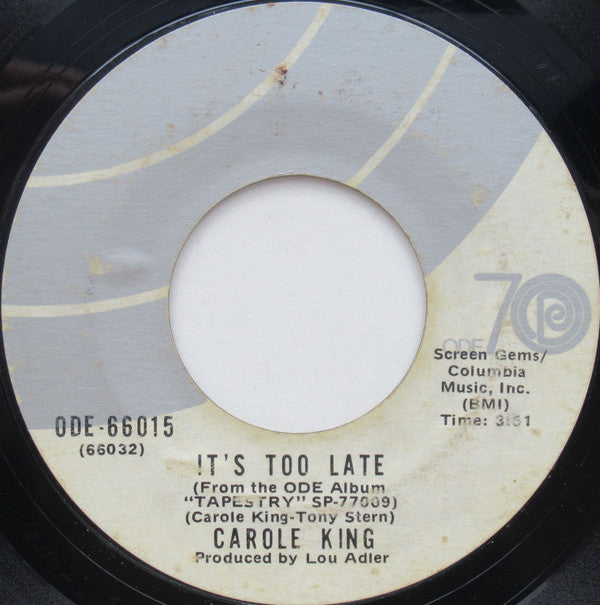 ODE 70
Screen Gems/
Columbia
Music, Inc.
(BMI)
Time: 3:51
ODE-66015
(66032)
IT'S TOO LATE
(From the ODE Album
"TAPESTRY" SP-77009)
(Carole King-Tony Stern)
CAROLE KING
Produced by Lou Adler